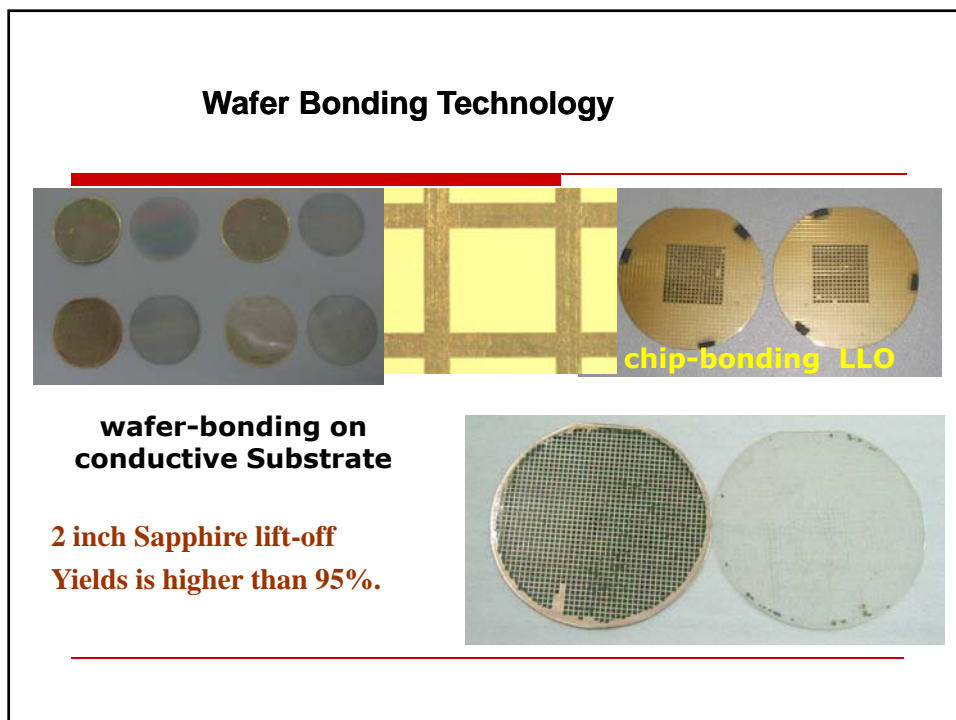 Wafer Bonding Technology
chip-bonding LLO
wafer-bonding on
conductive Substrate
2 inch Sapphire lift-off
Yields is higher than 95%.